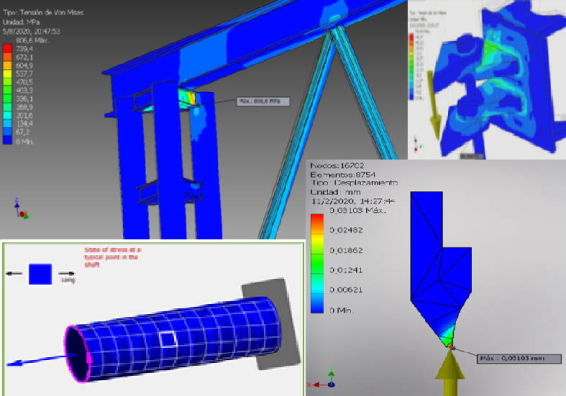 Tipo: Tensión de Von Mises
Unidad: MPa
5/8/2020, 20:47:53
806,6 Máx.
739,4
672,1
604,9
537,7
470,5
403,3
336,1
268,9
201,6
134,4
67,2
0 Mín.
Máx.: 806,6 MPa
Nodos:16702
Elementos:8754
Tipo: Desplazamiento
Unidad: mm
11/2/2020, 14:27:44
0,03103 Máx.
0,02482
0,01862
0,01241
0,00621
0 Mín.
Máx.: 0,03103 mm
State of stress at a
typical point in the
shaft
Long